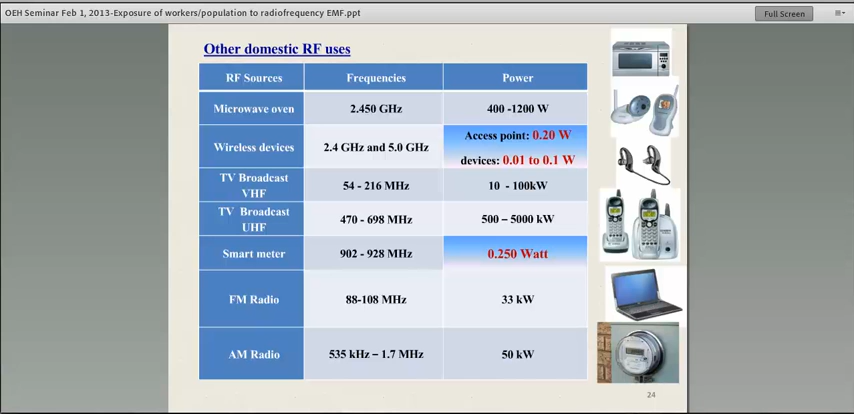 OEH Seminar Feb 1, 2013-Exposure of workers/population to radiofrequency EMF.ppt
Full Screen
Other domestic RF uses
RF Sources Frequencies Power
Microwave oven 2.450 GHz 400 -1200 W
Wireless devices 2.4 GHz and 5.0 GHz Access point: 0.20 W
devices: 0.01 to 0.1 W
TV Broadcast
VHF 54 - 216 MHz 10 - 100kW
TV Broadcast
UHF 470 - 698 MHz 500 – 5000 kW
Smart meter 902 - 928 MHz 0.250 Watt
FM Radio 88-108 MHz 33 kW
AM Radio 535 kHz – 1.7 MHz 50 kW
24